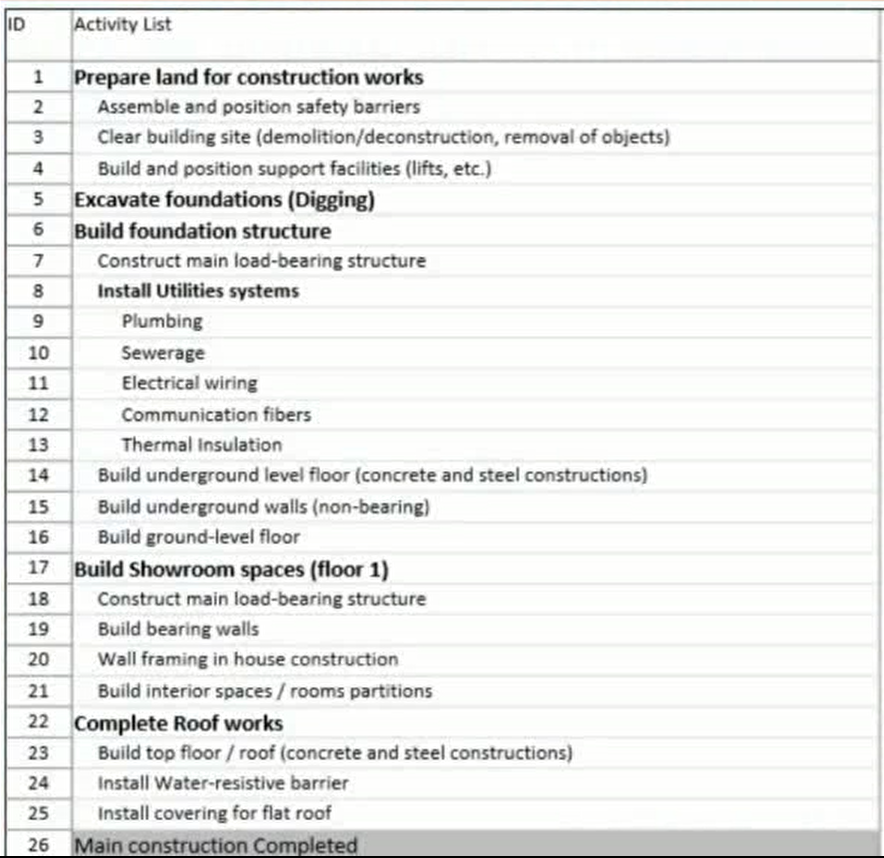 ID Activity List
1 Prepare land for construction works
2 Assemble and position safety barriers
3 Clear building site (demolition/deconstruction, removal of objects)
4 Build and position support facilities (lifts, etc.)
5 Excavate foundations (Digging)
6 Build foundation structure
7 Construct main load-bearing structure
8 Install Utilities systems
9 Plumbing
10 Sewerage
11 Electrical wiring
12 Communication fibers
13 Thermal Insulation
14 Build underground level floor (concrete and steel constructions)
15 Build underground walls (non-bearing)
16 Build ground-level floor
17 Build Showroom spaces (floor 1)
18 Construct main load-bearing structure
19 Build bearing walls
20 Wall framing in house construction
21 Build interior spaces / rooms partitions
22 Complete Roof works
23 Build top floor / roof (concrete and steel constructions)
24 Install Water-resistive barrier
25 Install covering for flat roof
26 Main construction Completed